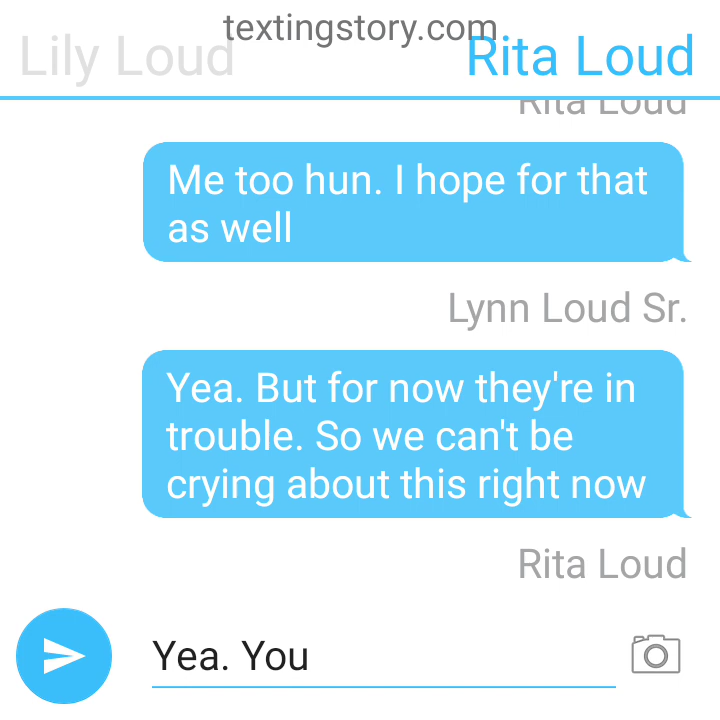 textingstory.com
Lily Loud
Rita Loud
Rita Loud
Me too hun. I hope for that
as well
Lynn Loud Sr.
Yea. But for now they're in
trouble. So we can't be
crying about this right now
Rita Loud
Yea. You